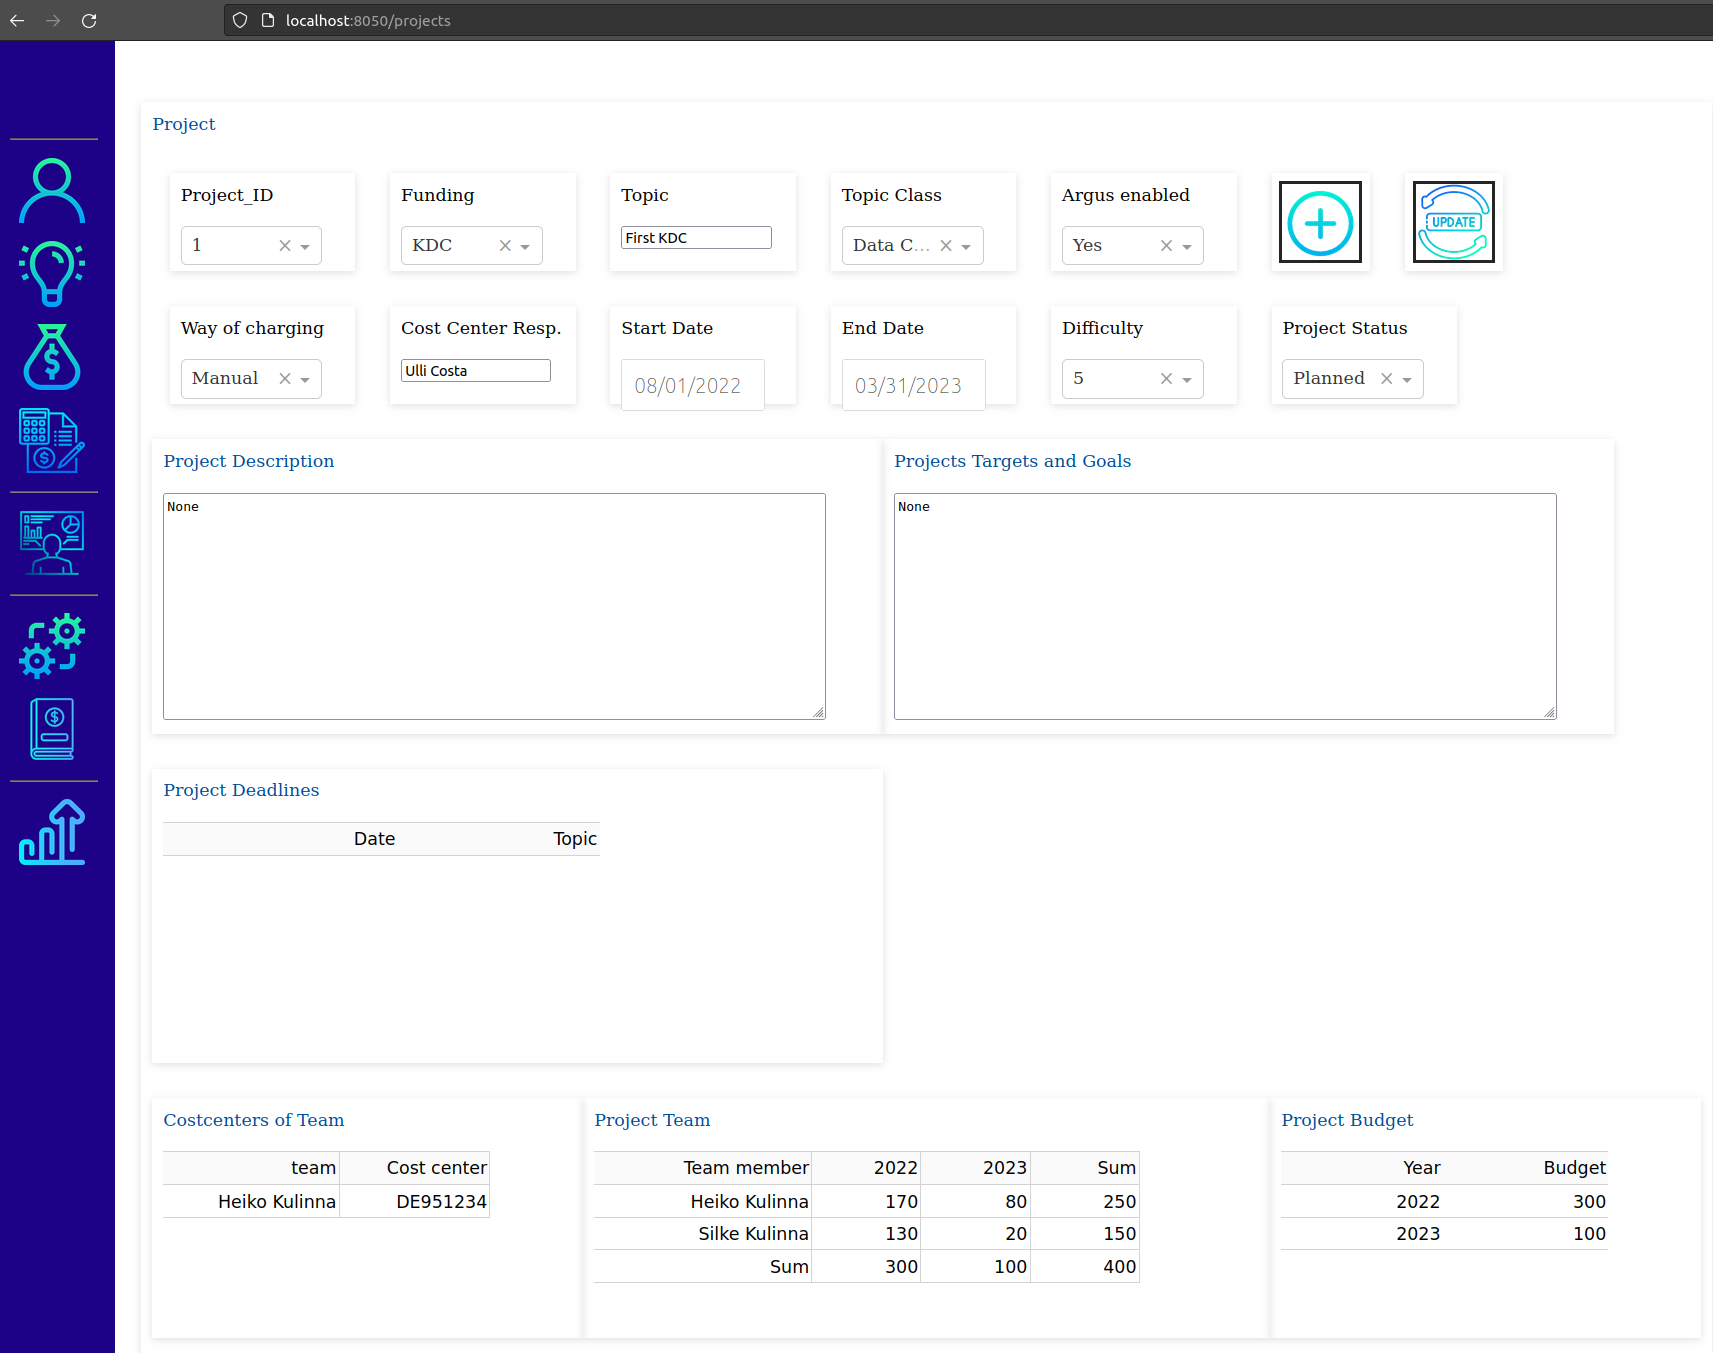 localhost:8050/projects
Project
Project_ID Funding Topic Topic Class Argus enabled
1 KDC First KDC Data C... Yes UPDATE
Way of charging Cost Center Resp. Start Date End Date Difficulty Project Status
Manual Ulli Costa 08/01/2022 03/31/2023 5 Planned
Project Description Projects Targets and Goals
None None
Project Deadlines
Date Topic
Costcenters of Team Project Team Project Budget
team Cost center Team member 2022 2023 Sum Year Budget
Heiko Kulinna DE951234 Heiko Kulinna 170 80 250 2022 300
Silke Kulinna 130 20 150 2023 100
Sum 300 100 400